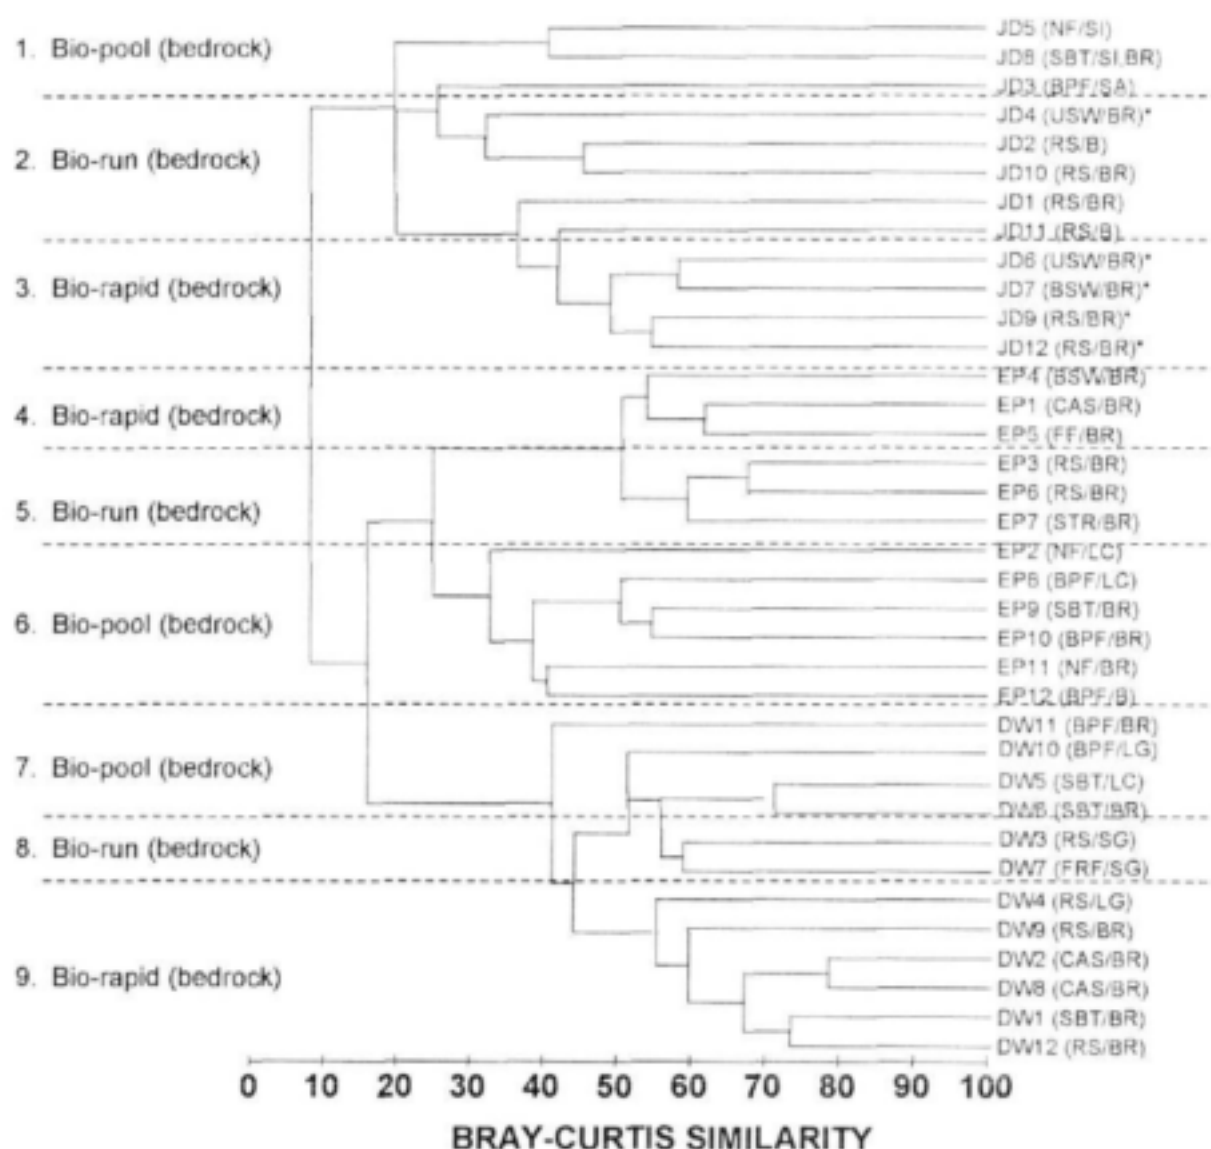 1. Bio-pool (bedrock)
2. Bio-run (bedrock)
3. Bio-rapid (bedrock)
4. Bio-rapid (bedrock)
5. Bio-run (bedrock)
6. Bio-pool (bedrock)
7. Bio-pool (bedrock)
8. Bio-run (bedrock)
9. Bio-rapid (bedrock)
JD5 (NF/SI)
JD8 (SBT/SI,BR)
JD3 (BPF/SA)
JD4 (USW/BR)*
JD2 (RS/B)
JD10 (RS/BR)
JD1 (RS/BR)
JD11 (RS/B)
JD6 (USW/BR)*
JD7 (BSW/BR)*
JD9 (RS/BR)*
JD12 (RS/BR)*
EP4 (BSW/BR)
EP1 (CAS/BR)
EP5 (FF/BR)
EP3 (RS/BR)
EP6 (RS/BR)
EP7 (STR/BR)
EP2 (NF/LC)
EP8 (BPF/LC)
EP9 (SBT/BR)
EP10 (BPF/BR)
EP11 (NF/BR)
EP12 (BPF/B)
DW11 (BPF/BR)
DW10 (BPF/LG)
DW5 (SBT/LC)
DW6 (SBT/BR)
DW3 (RS/SG)
DW7 (FRF/SG)
DW4 (RS/LG)
DW9 (RS/BR)
DW2 (CAS/BR)
DW8 (CAS/BR)
DW1 (SBT/BR)
DW12 (RS/BR)
0 10 20 30 40 50 60 70 80 90 100
BRAY-CURTIS SIMILARITY